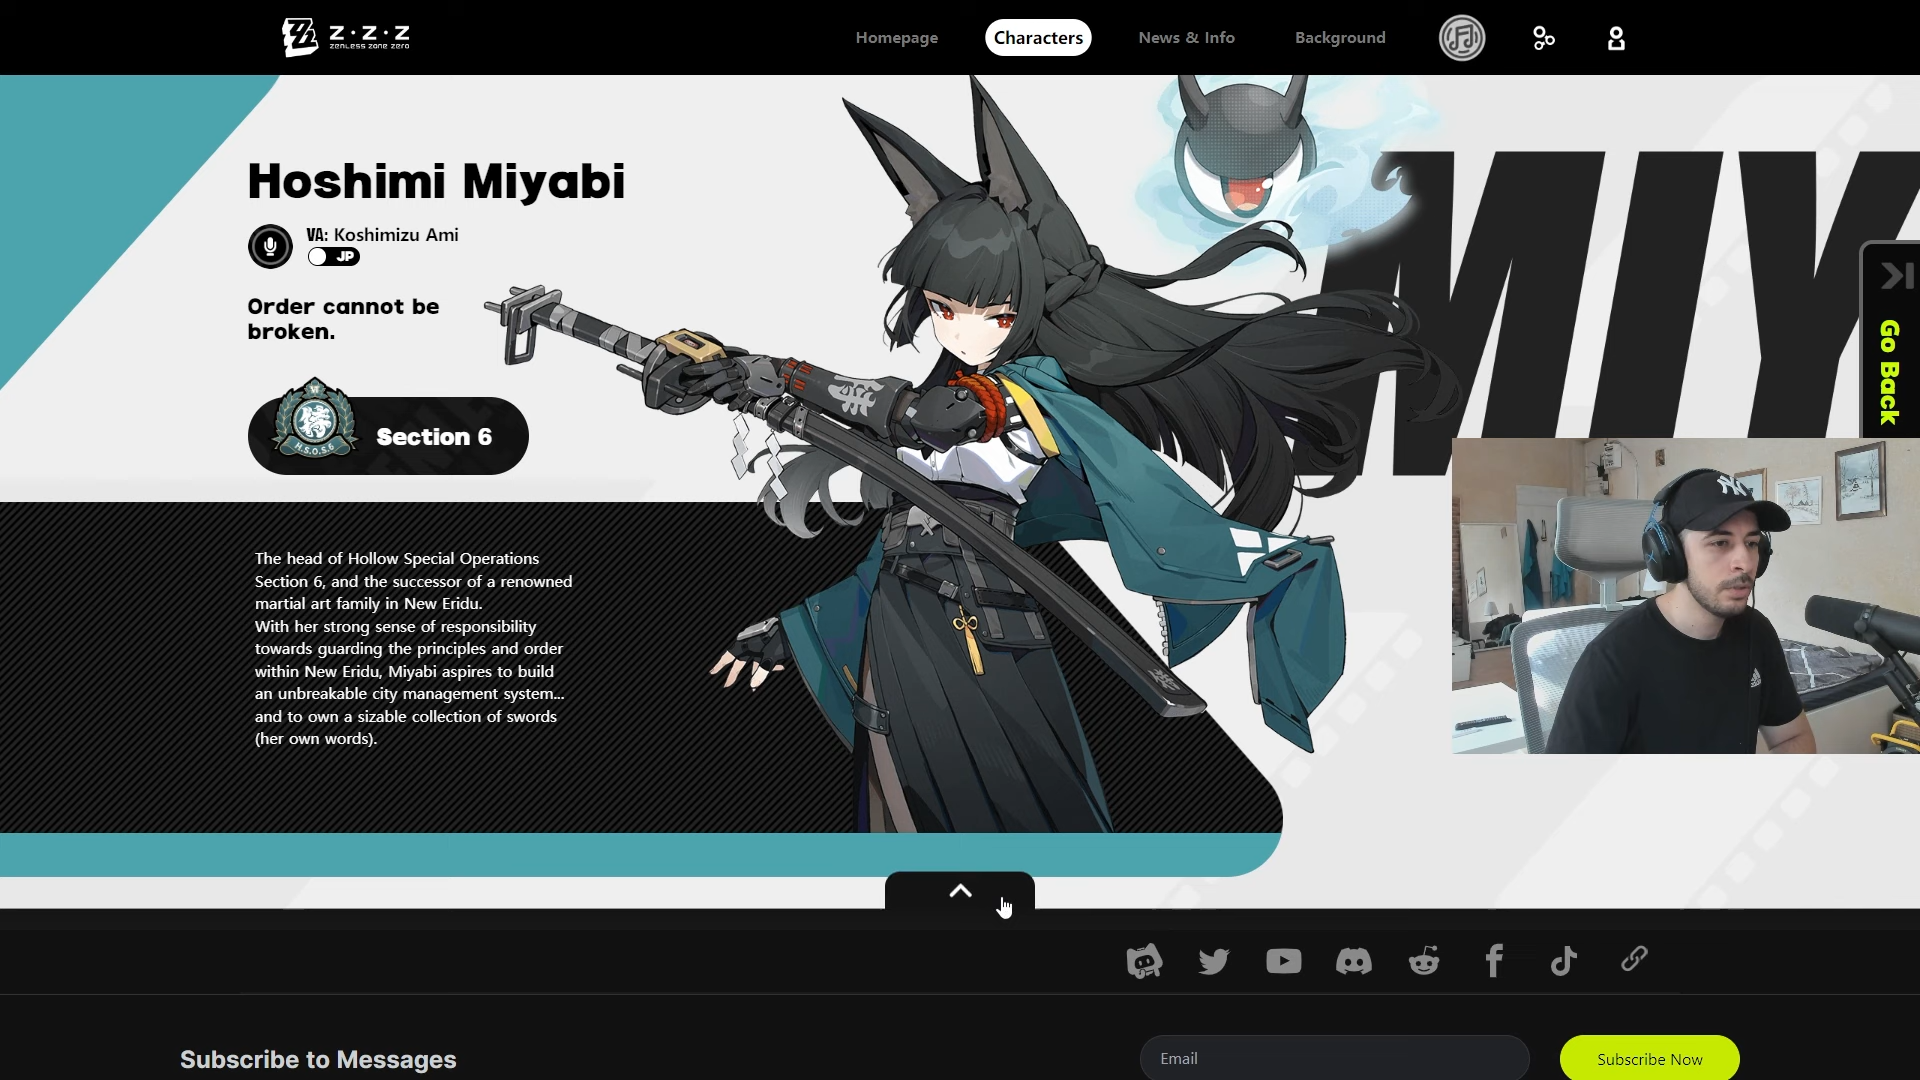 Z·Z·Z
ZENLESS ZONE ZERO
Homepage
Characters
News & Info
Background
Hoshimi Miyabi
VA: Koshimizu Ami
JP
Order cannot be
broken.
H.S.O.S.6
Section 6
MIY
Go Back
The head of Hollow Special Operations
Section 6, and the successor of a renowned
martial art family in New Eridu.
With her strong sense of responsibility
towards guarding the principles and order
within New Eridu, Miyabi aspires to build
an unbreakable city management system...
and to own a sizable collection of swords
(her own words).
NY
Subscribe to Messages
Email
Subscribe Now